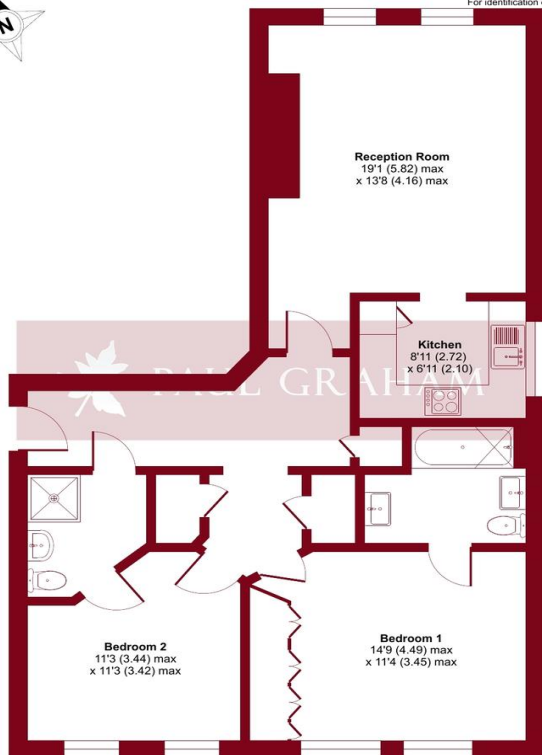 For identification
N
Reception Room
19'1 (5.82) max
x 13'8 (4.16) max
Kitchen
8'11 (2.72)
x 6'11 (2.10)
PAUL GRAHAM
Bedroom 2
11'3 (3.44) max
x 11'3 (3.42) max
Bedroom 1
14'9 (4.49) max
x 11'4 (3.45) max